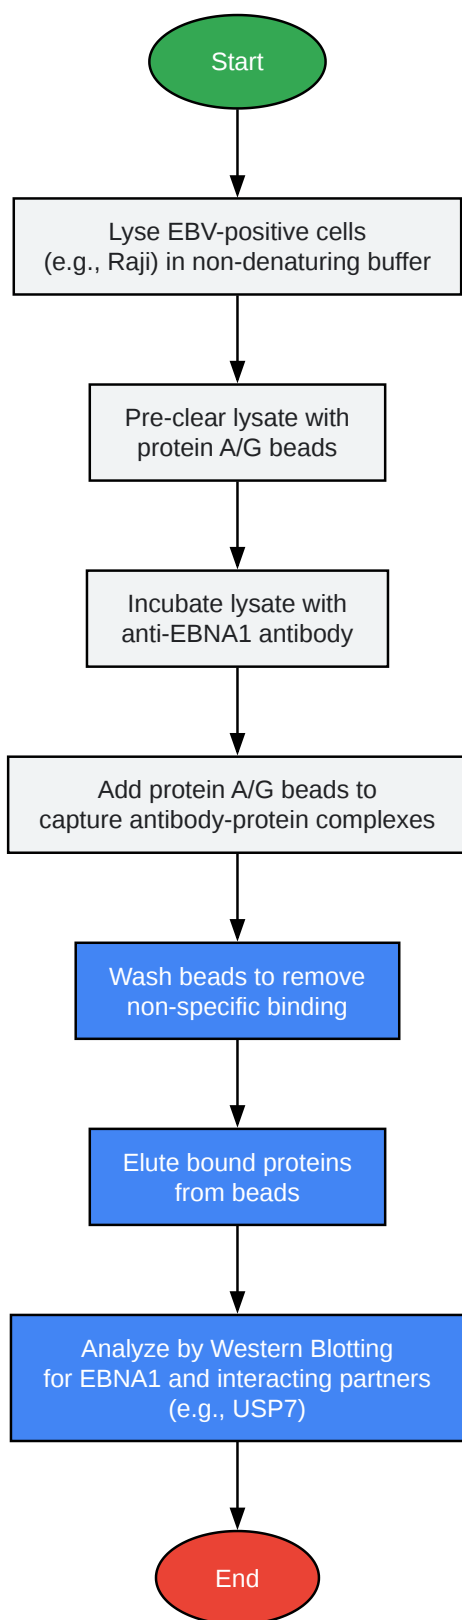 Start
Lyse EBV-positive cells
(e.g., Raji) in non-denaturing buffer
Pre-clear lysate with
protein A/G beads
Incubate lysate with
anti-EBNA1 antibody
Add protein A/G beads to
capture antibody-protein complexes
Wash beads to remove
non-specific binding
Elute bound proteins
from beads
Analyze by Western Blotting
for EBNA1 and interacting partners
(e.g., USP7)
End